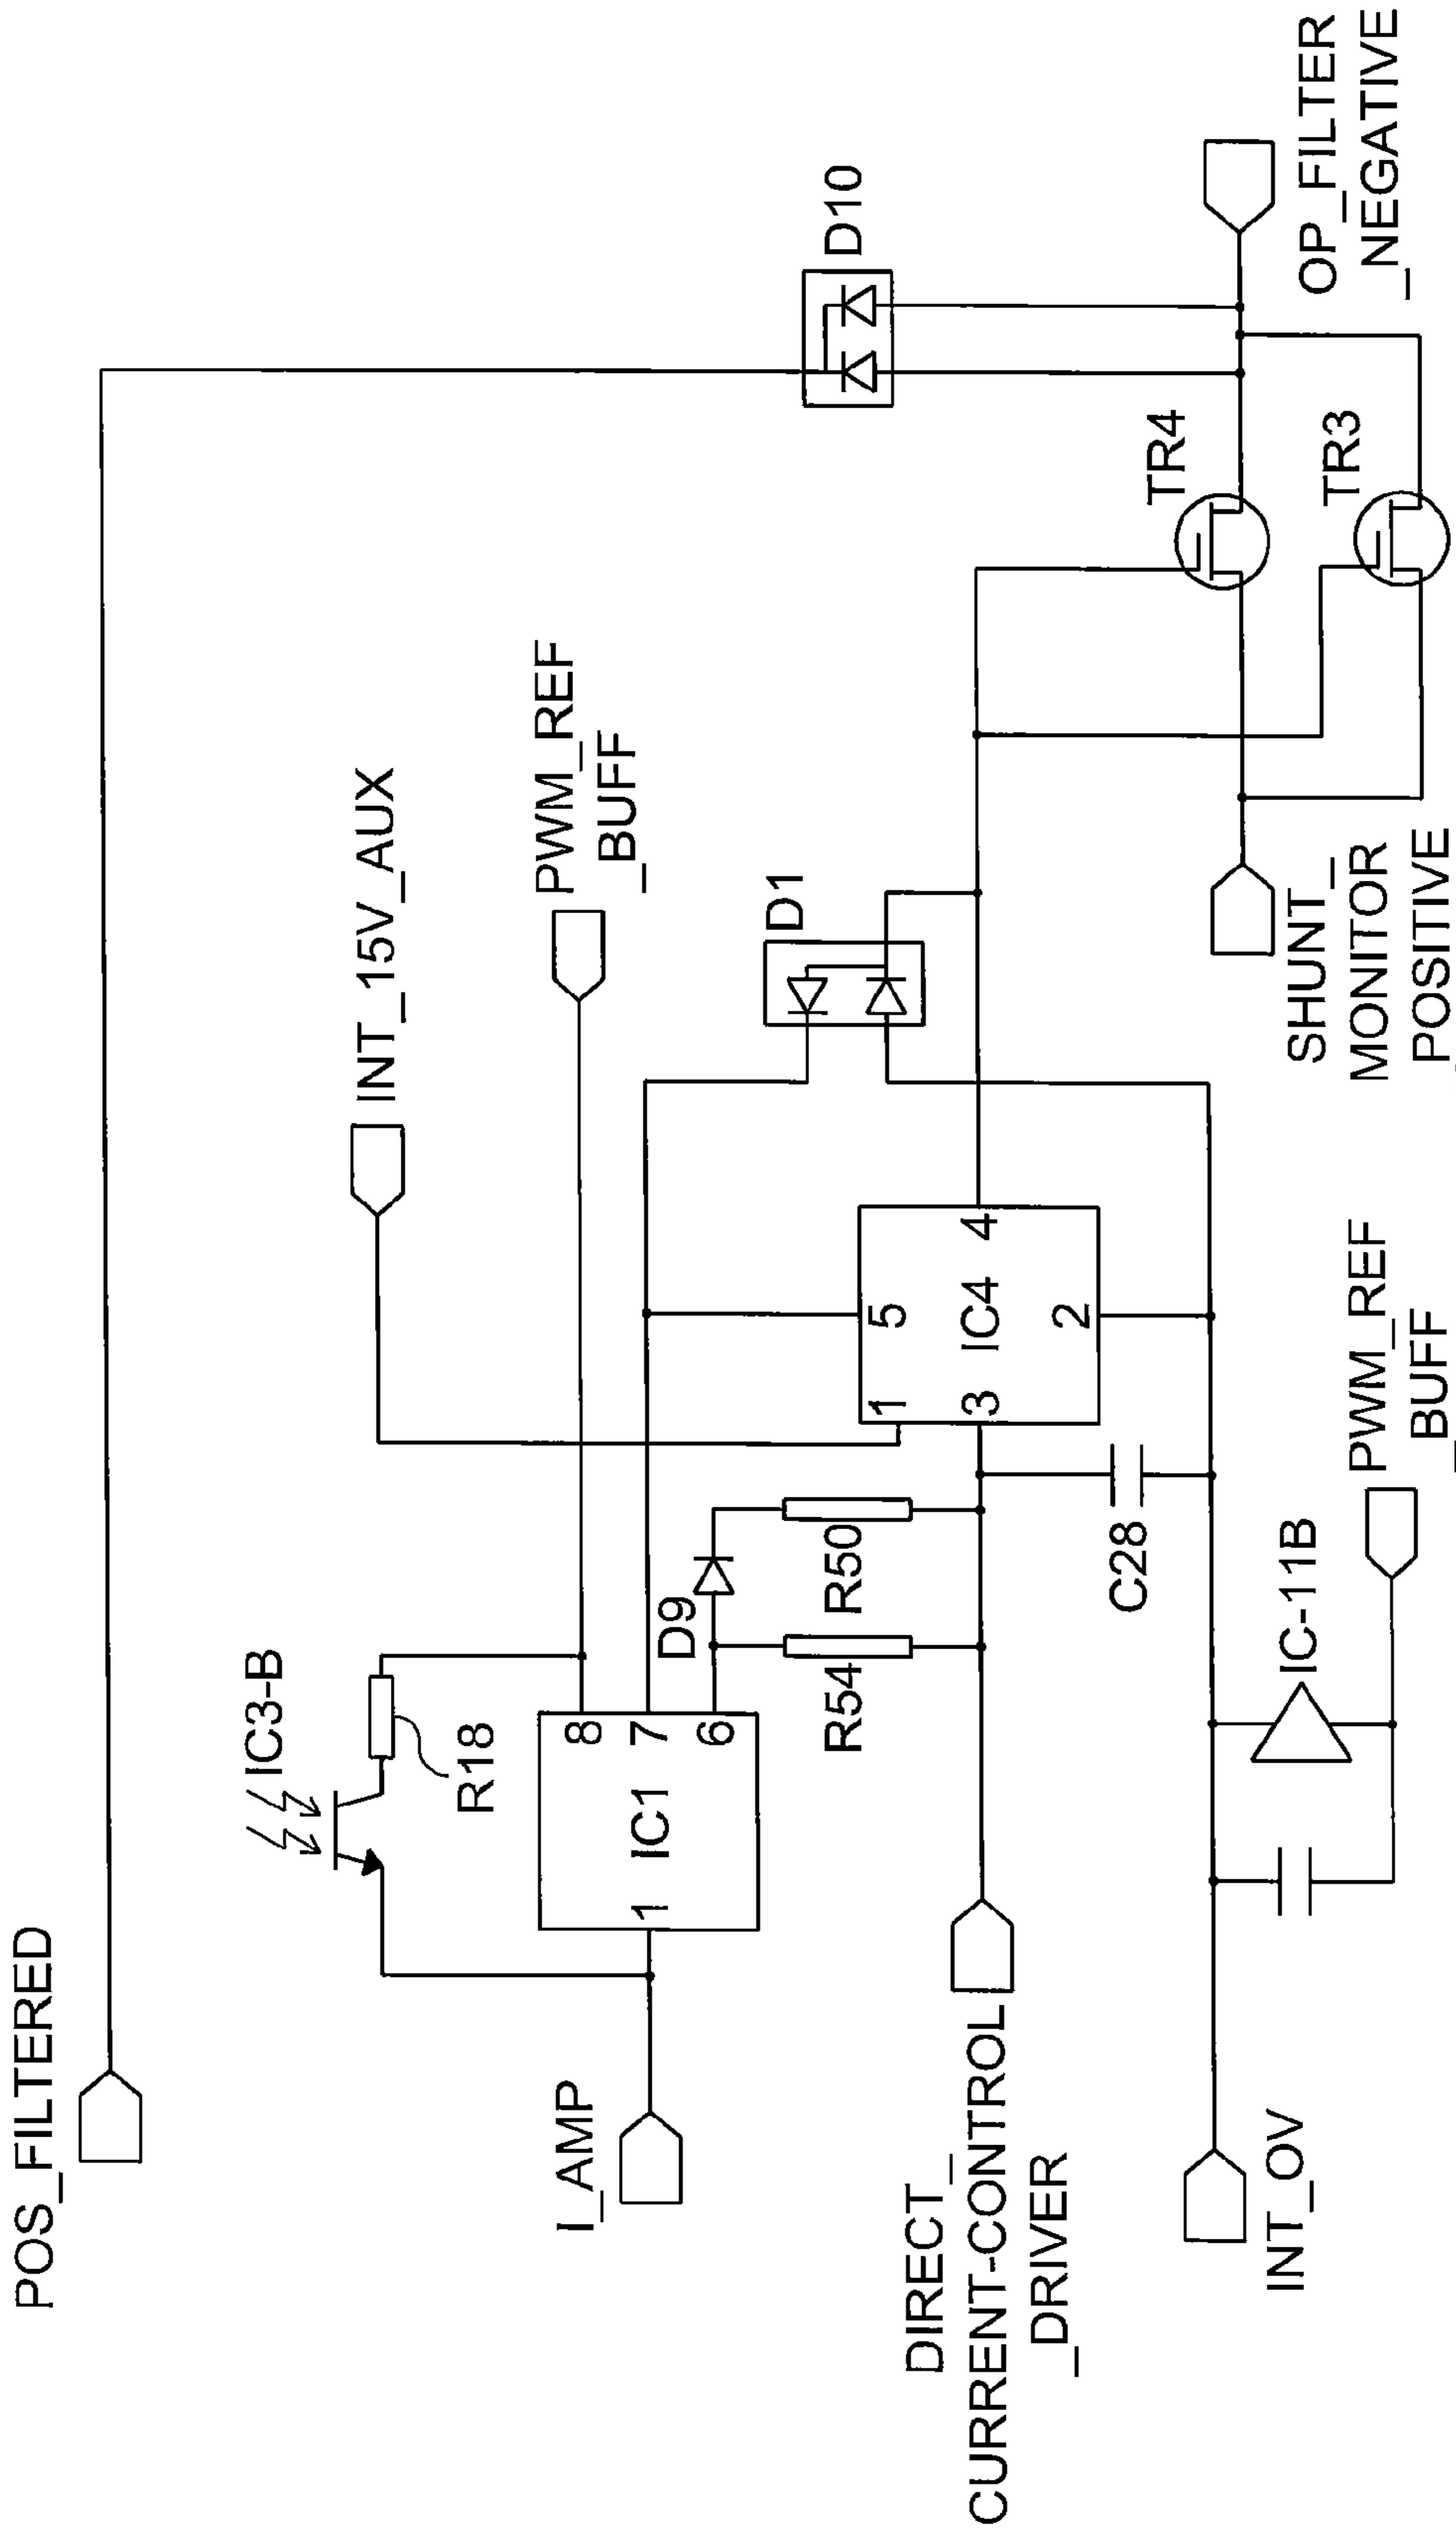 POS_FILTERED
IC3-B
R18
INT_15V_AUX
PWM_REF
_BUFF
I_AMP
1
IC1
8
7
6
D9
R54
R50
DIRECT_
CURRENT-CONTROL
_DRIVER
1
5
3
IC4
4
2
C28
D1
D10
TR4
TR3
INT_OV
IC-11B
PWM_REF
_BUFF
SHUNT_
MONITOR
_POSITIVE
OP_FILTER
_NEGATIVE